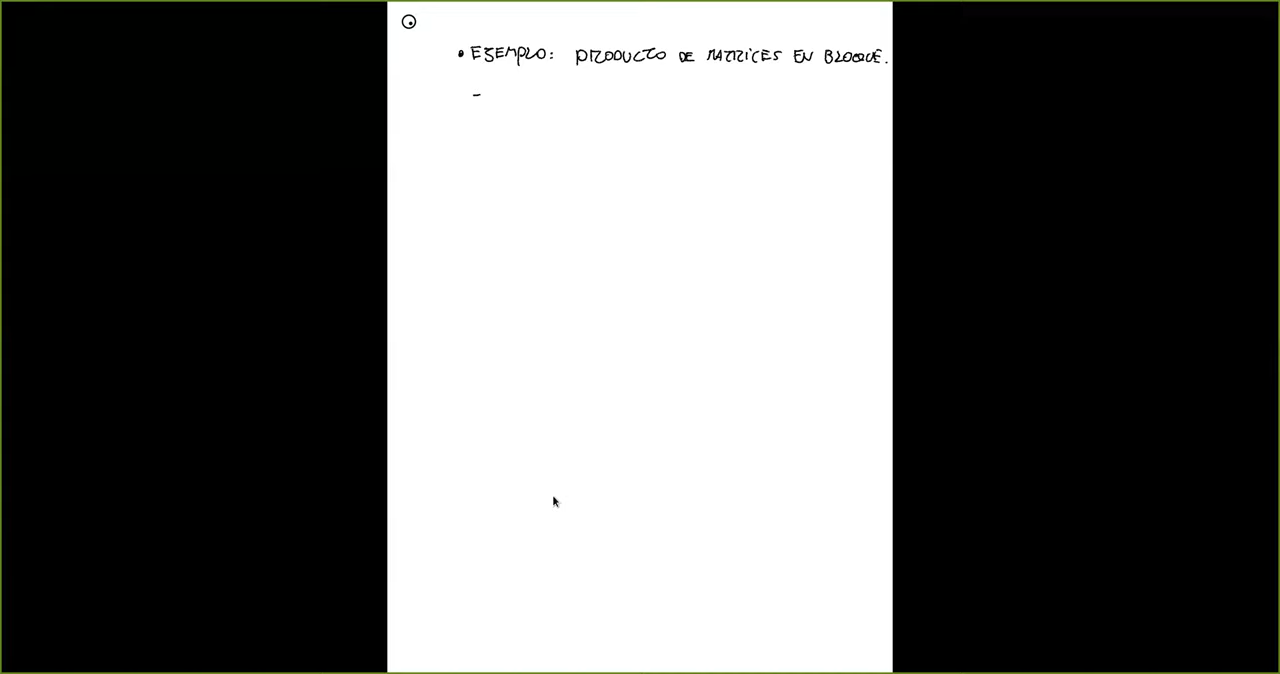 • EJEMPLO: PRODUCTO DE MATRICES EN BLOQUE.
-